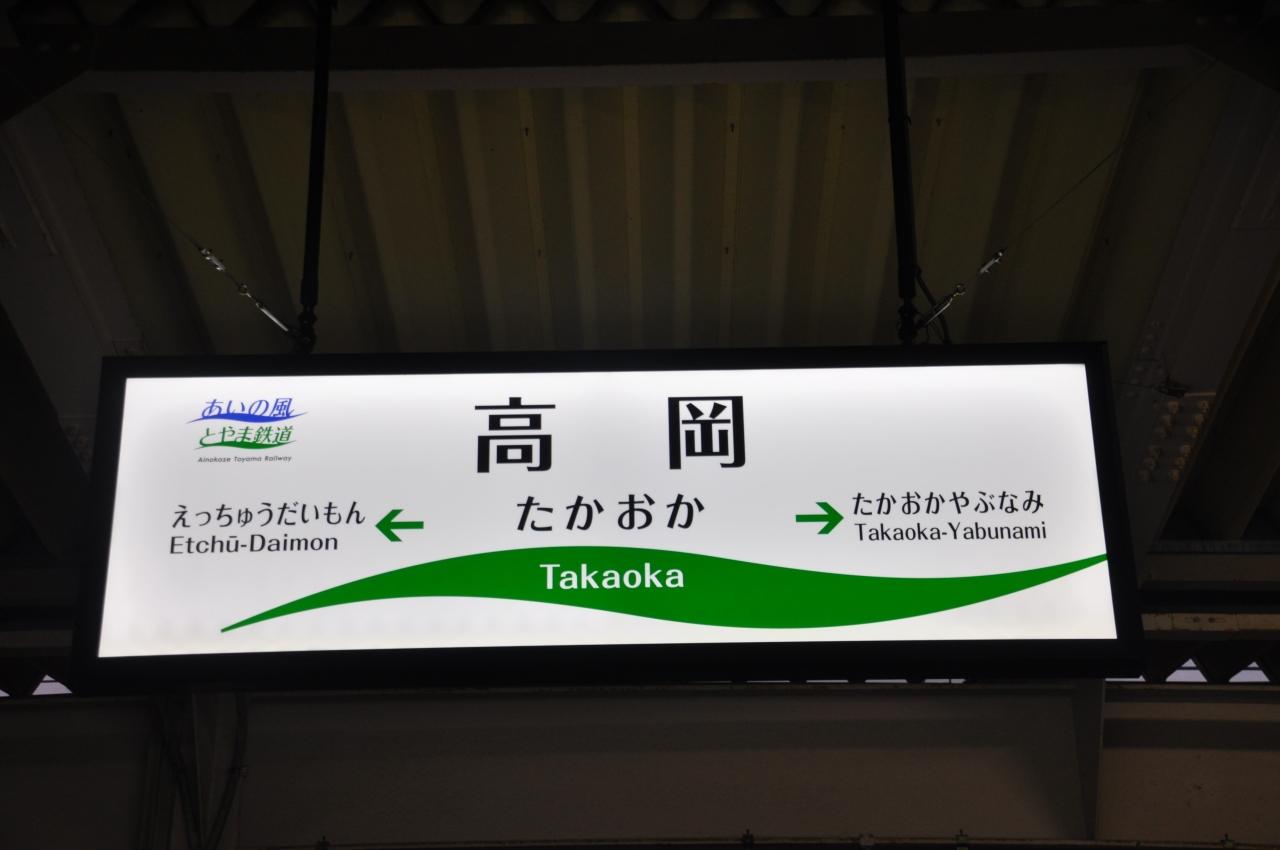 あいの風
とやま鉄道
Ainokaze Toyama Railway
高岡
たかおか
えっちゅうだいもん
Etchū-Daimon
たかおかやぶなみ
Takaoka-Yabunami
Takaoka